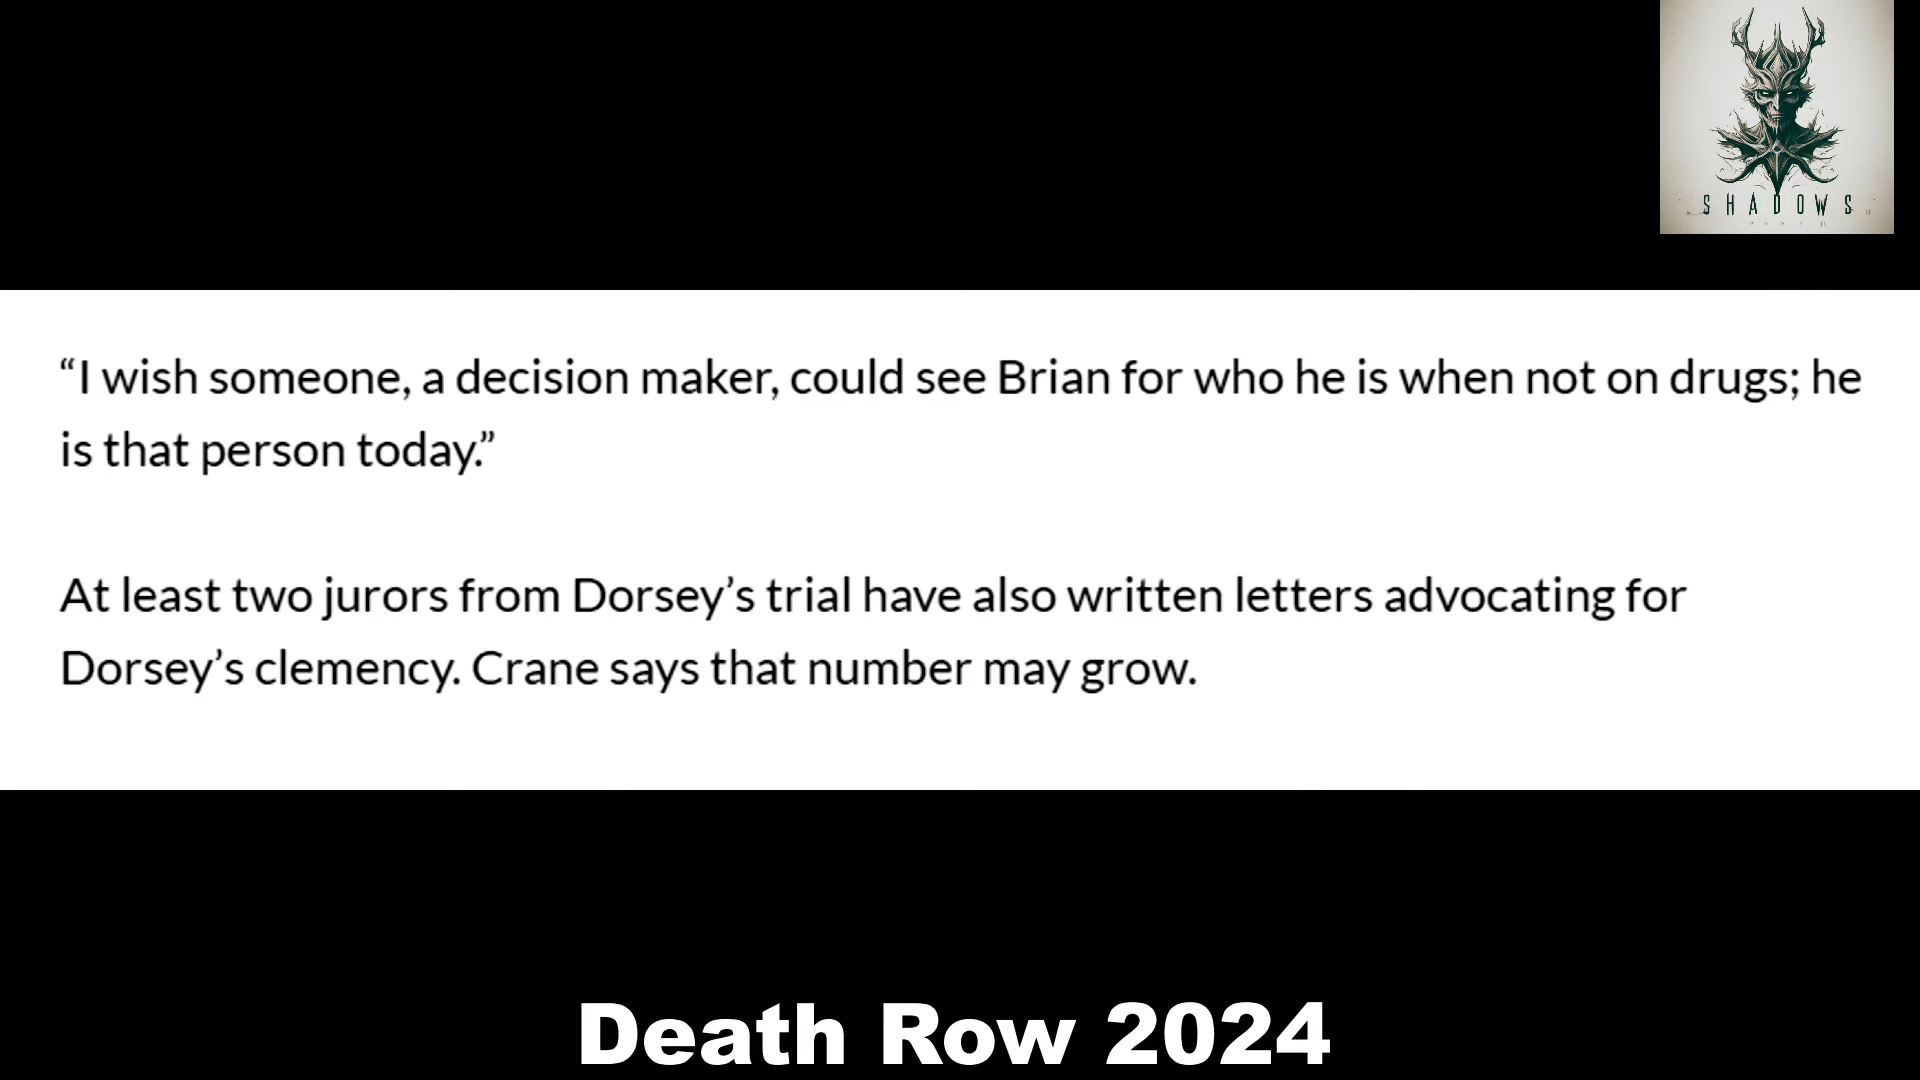 SHADOWS
“I wish someone, a decision maker, could see Brian for who he is when not on drugs; he
is that person today.”
At least two jurors from Dorsey’s trial have also written letters advocating for
Dorsey’s clemency. Crane says that number may grow.
Death Row 2024